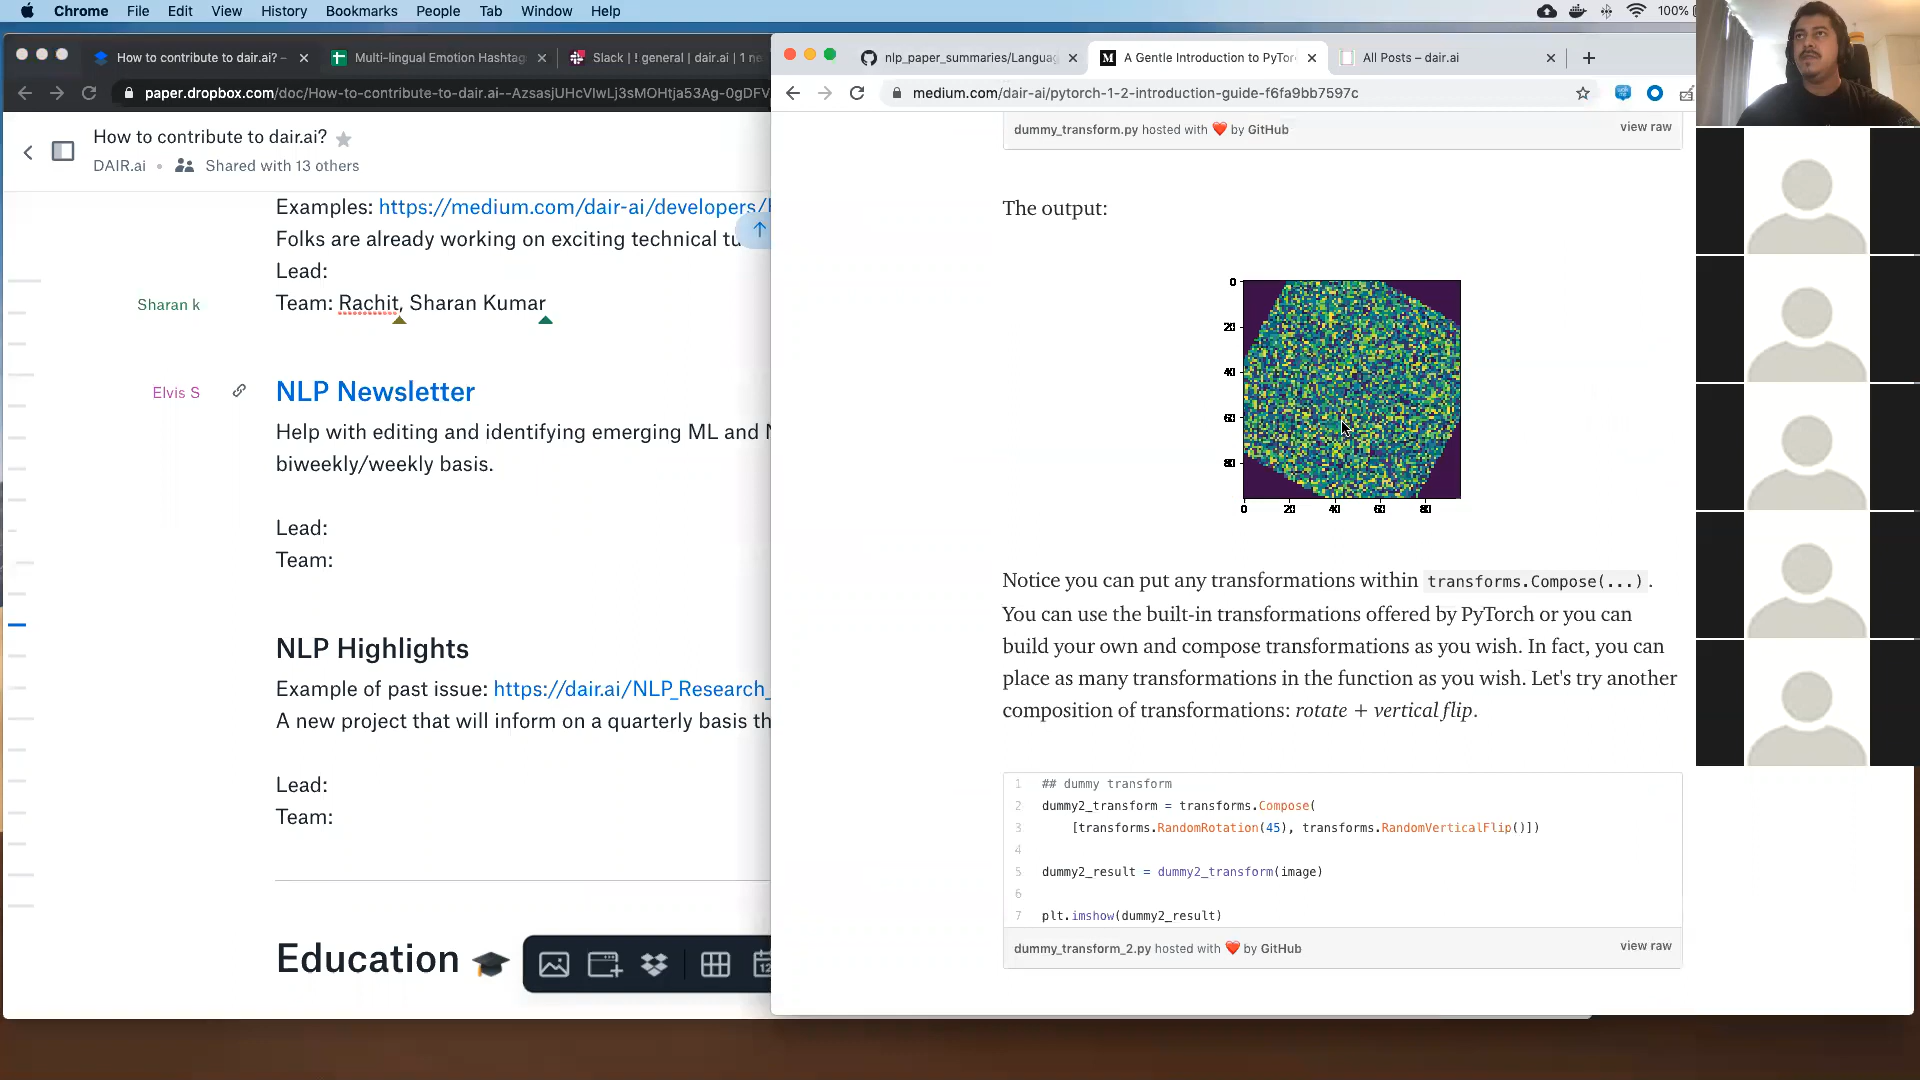 Chrome File Edit View History Bookmarks People Tab Window Help
100%
How to contribute to dair.ai? –
Multi-lingual Emotion Hashtag
Slack | ! general | dair.ai | 1 ne
paper.dropbox.com/doc/How-to-contribute-to-dair.ai--AzsasjUHcVIwLj3sMOHtja53Ag-0gDFV
How to contribute to dair.ai?
DAIR.ai • Shared with 13 others
Examples: https://medium.com/dair-ai/developers/
Folks are already working on exciting technical tu
Lead:
Sharan k
Team: Rachit, Sharan Kumar
Elvis S
NLP Newsletter
Help with editing and identifying emerging ML and N
biweekly/weekly basis.
Lead:
Team:
NLP Highlights
Example of past issue: https://dair.ai/NLP_Research_
A new project that will inform on a quarterly basis th
Lead:
Team:
Education
12
nlp_paper_summaries/Languag
A Gentle Introduction to PyTor
All Posts – dair.ai
medium.com/dair-ai/pytorch-1-2-introduction-guide-f6fa9bb7597c
dummy_transform.py hosted with ❤ by GitHub
view raw
The output:
0
20
40
60
80
0 20 40 60 80
Notice you can put any transformations within transforms.Compose(...).
You can use the built-in transformations offered by PyTorch or you can
build your own and compose transformations as you wish. In fact, you can
place as many transformations in the function as you wish. Let's try another
composition of transformations: rotate + vertical flip.
1 ## dummy transform
2 dummy2_transform = transforms.Compose(
3 [transforms.RandomRotation(45), transforms.RandomVerticalFlip()])
4
5 dummy2_result = dummy2_transform(image)
6
7 plt.imshow(dummy2_result)
dummy_transform_2.py hosted with ❤ by GitHub
view raw